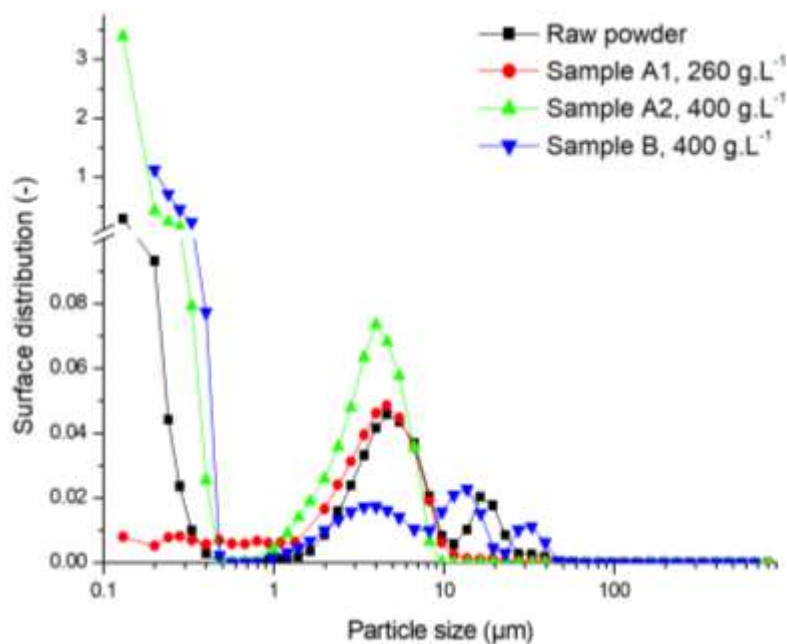 Raw powder
Sample A1, 260 g.L⁻¹
Sample A2, 400 g.L⁻¹
Sample B, 400 g.L⁻¹
Surface distribution (-)
3
2
1
0.08
0.06
0.04
0.02
0.00
0.1 1 10 100
Particle size (µm)